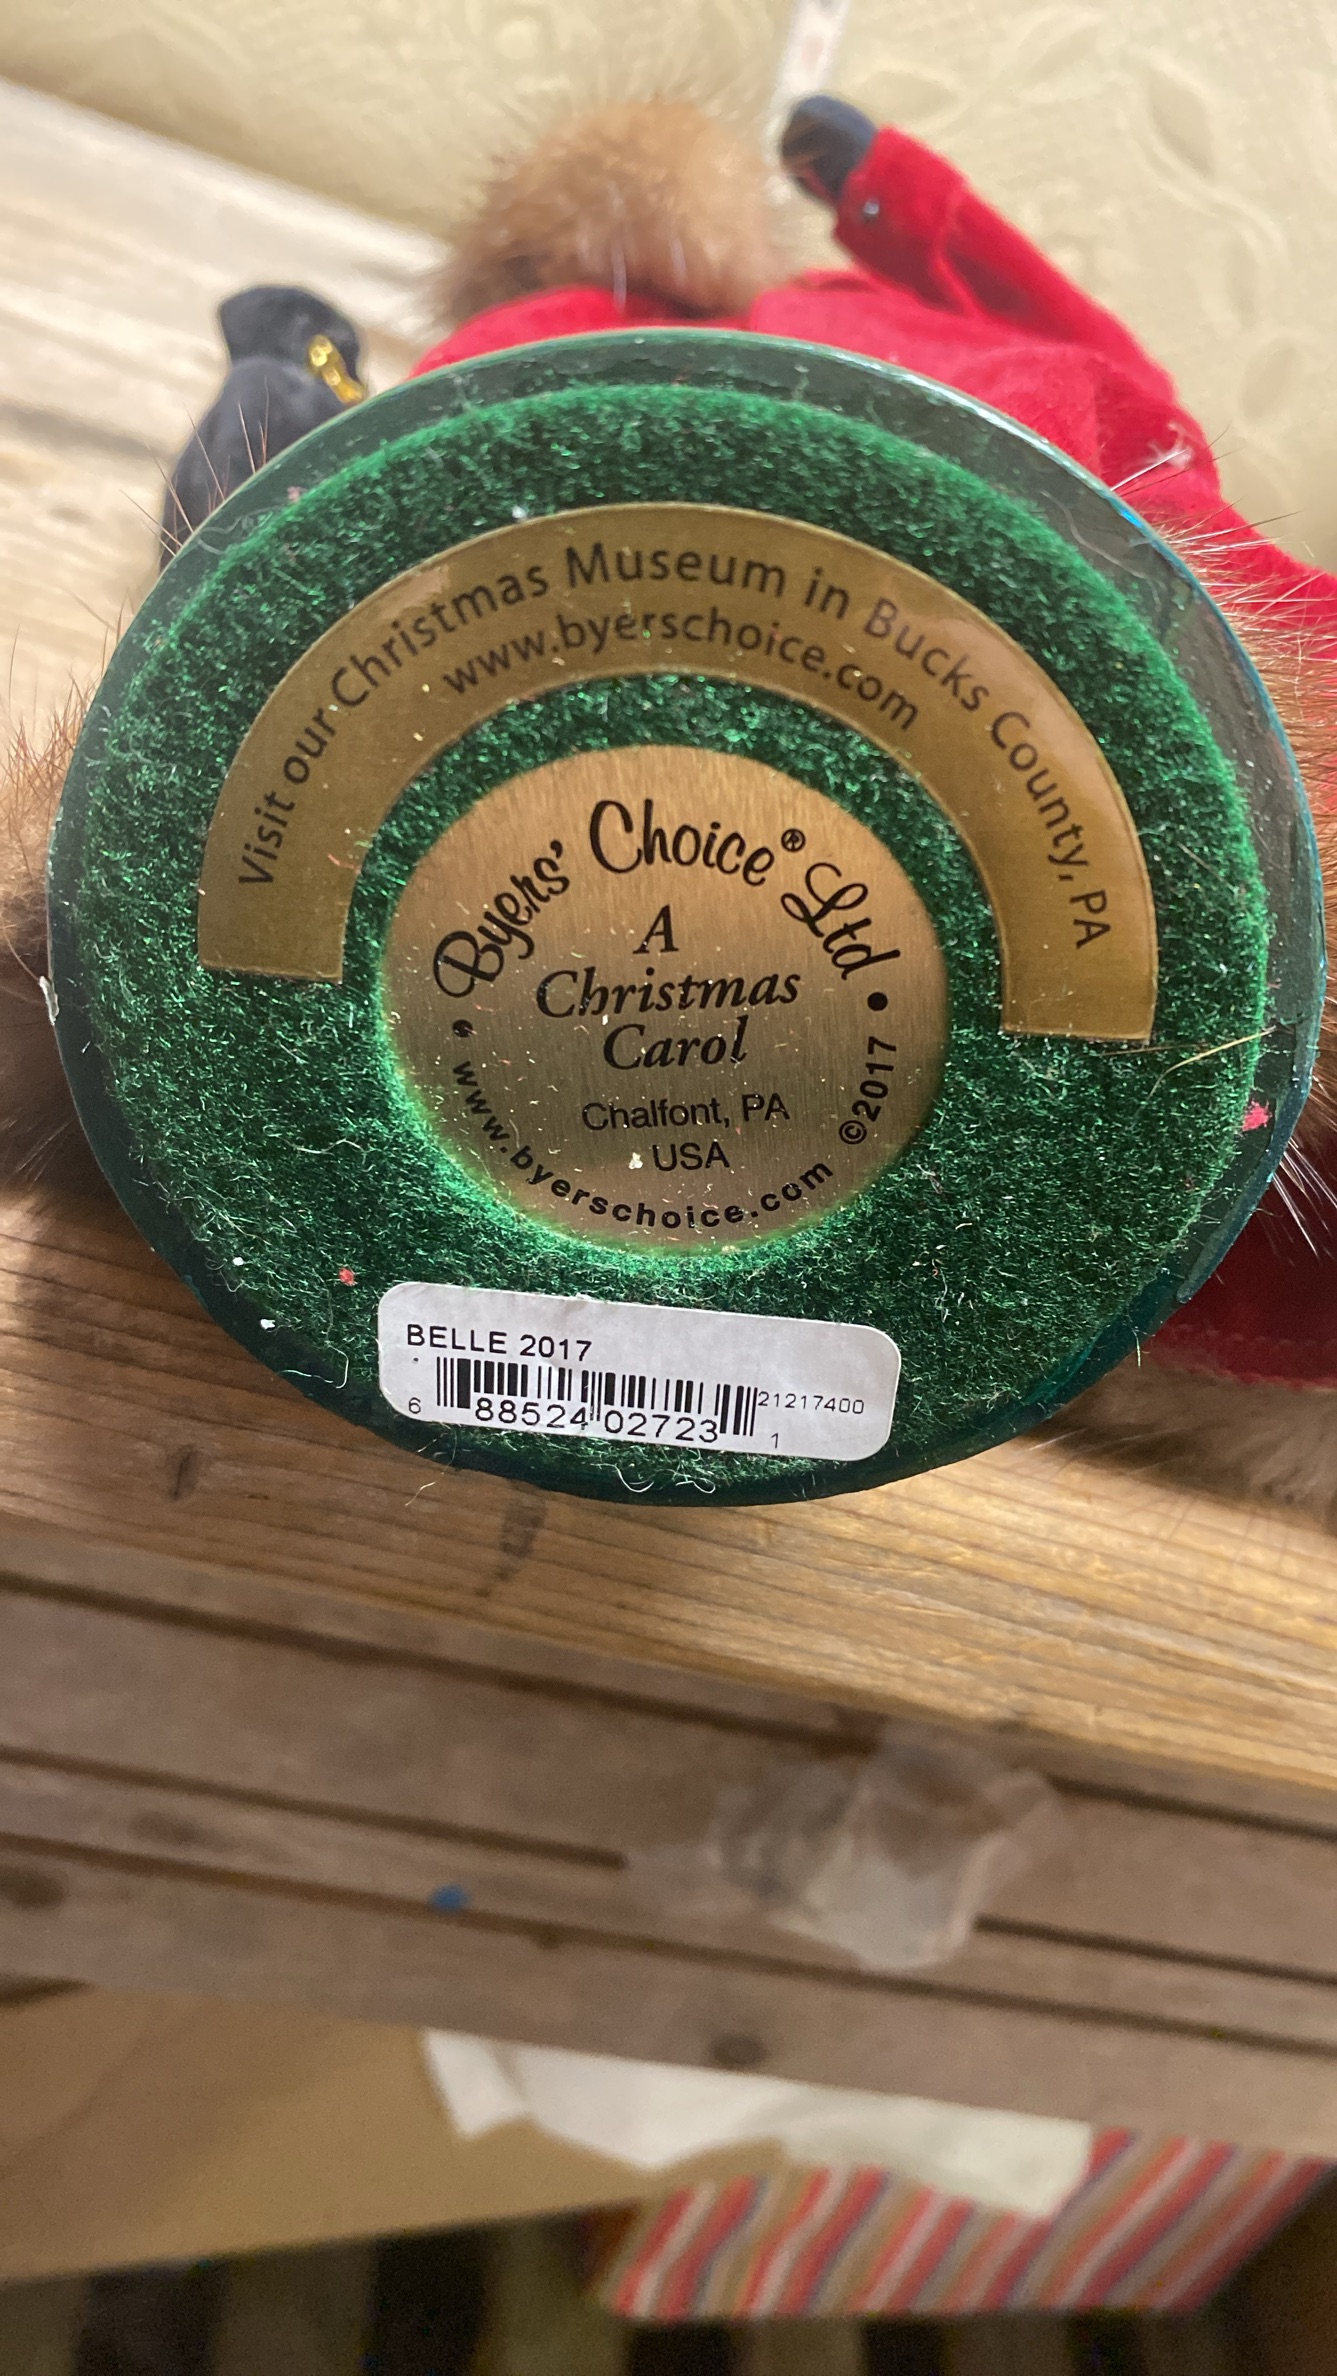 Visit our Christmas Museum in Bucks County, PA
www.byerschoice.com
Byers' Choice® Ltd
A
Christmas
Carol
Chalfont, PA
USA
©2017
www.byerschoice.com
BELLE 2017
21217400
6 88524 02723 1